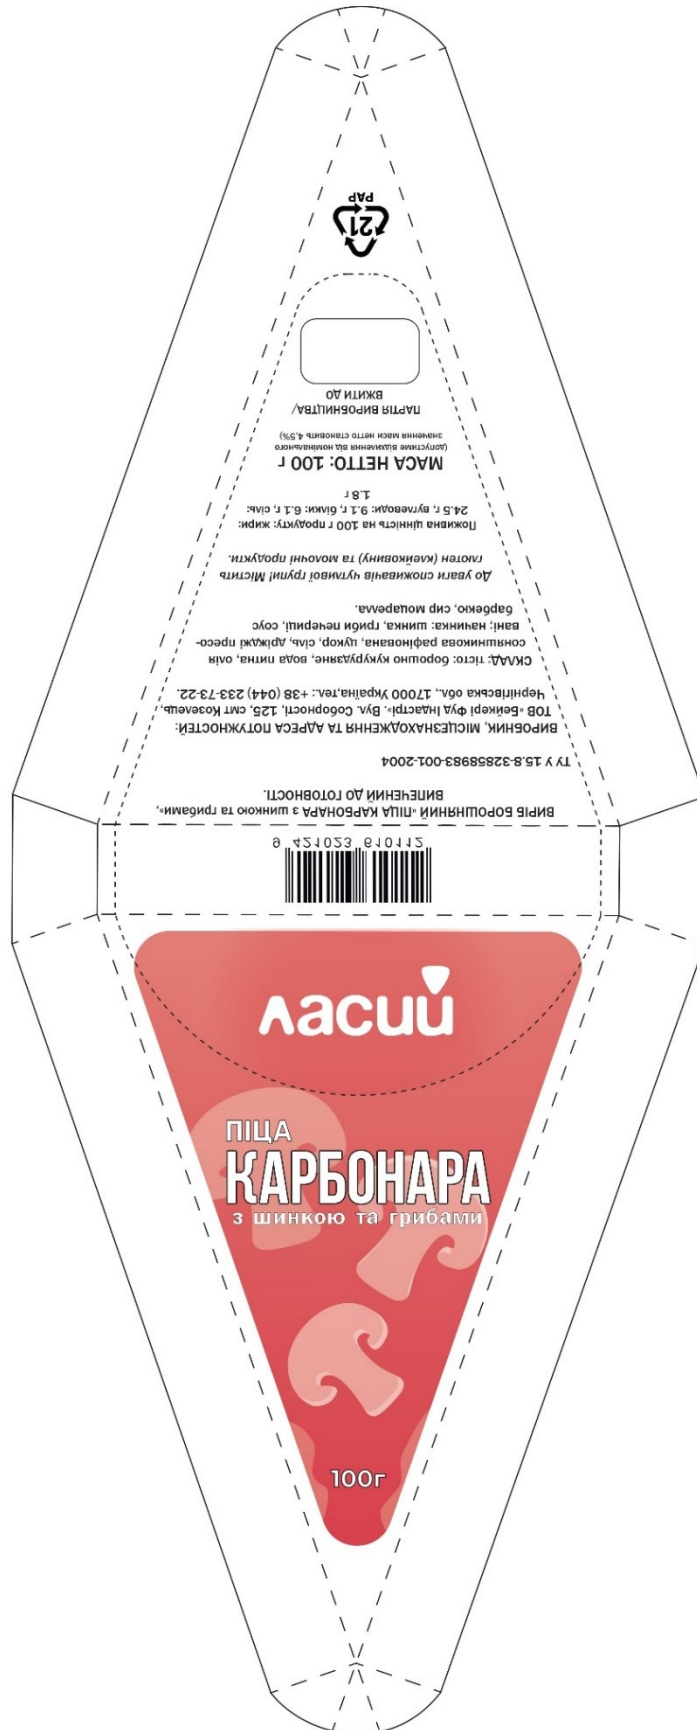 ласий
ПІЦА
КАРБОНАРА
з шинкою та грибами
100г
9 421023 610112
ВИРІБ БОРОШНЯНИЙ «ПІЦА КАРБОНАРА з шинкою та грибами»,
ВИПЕЧЕНИЙ ДО ГОТОВНОСТІ.
ТУ У 15.8-32858983-001-2004
ВИРОБНИК, МІСЦЕЗНАХОДЖЕННЯ ТА АДРЕСА ПОТУЖНОСТЕЙ:
ТОВ «Бейкері Фуд Індастрі». Вул. Соборності, 125, смт Козелець,
Чернігівська обл., 17000 Україна,тел.: +38 (044) 233-73-22.
СКЛАД: тісто: борошно кукурудзяне, вода питна, олія
соняшникова рафінована, цукор, сіль, дріжджі пресо-
вані; начинка: шинка, гриби печериці, соус
барбекю, сир моцарелла.
До уваги споживачів чутливої групи! Містить
глютен (клейковину) та молочні продукти.
Поживна цінність на 100 г продукту: жири:
24.5 г, вуглеводи: 9.1 г, білки: 6.1 г, сіль:
1.8 г
МАСА НЕТТО: 100 г
(допустиме відхилення від номінального
значення маси нетто становить 4,5%)
ПАРТІЯ ВИРОБНИЦТВА/
ВЖИТИ ДО
21
PAP